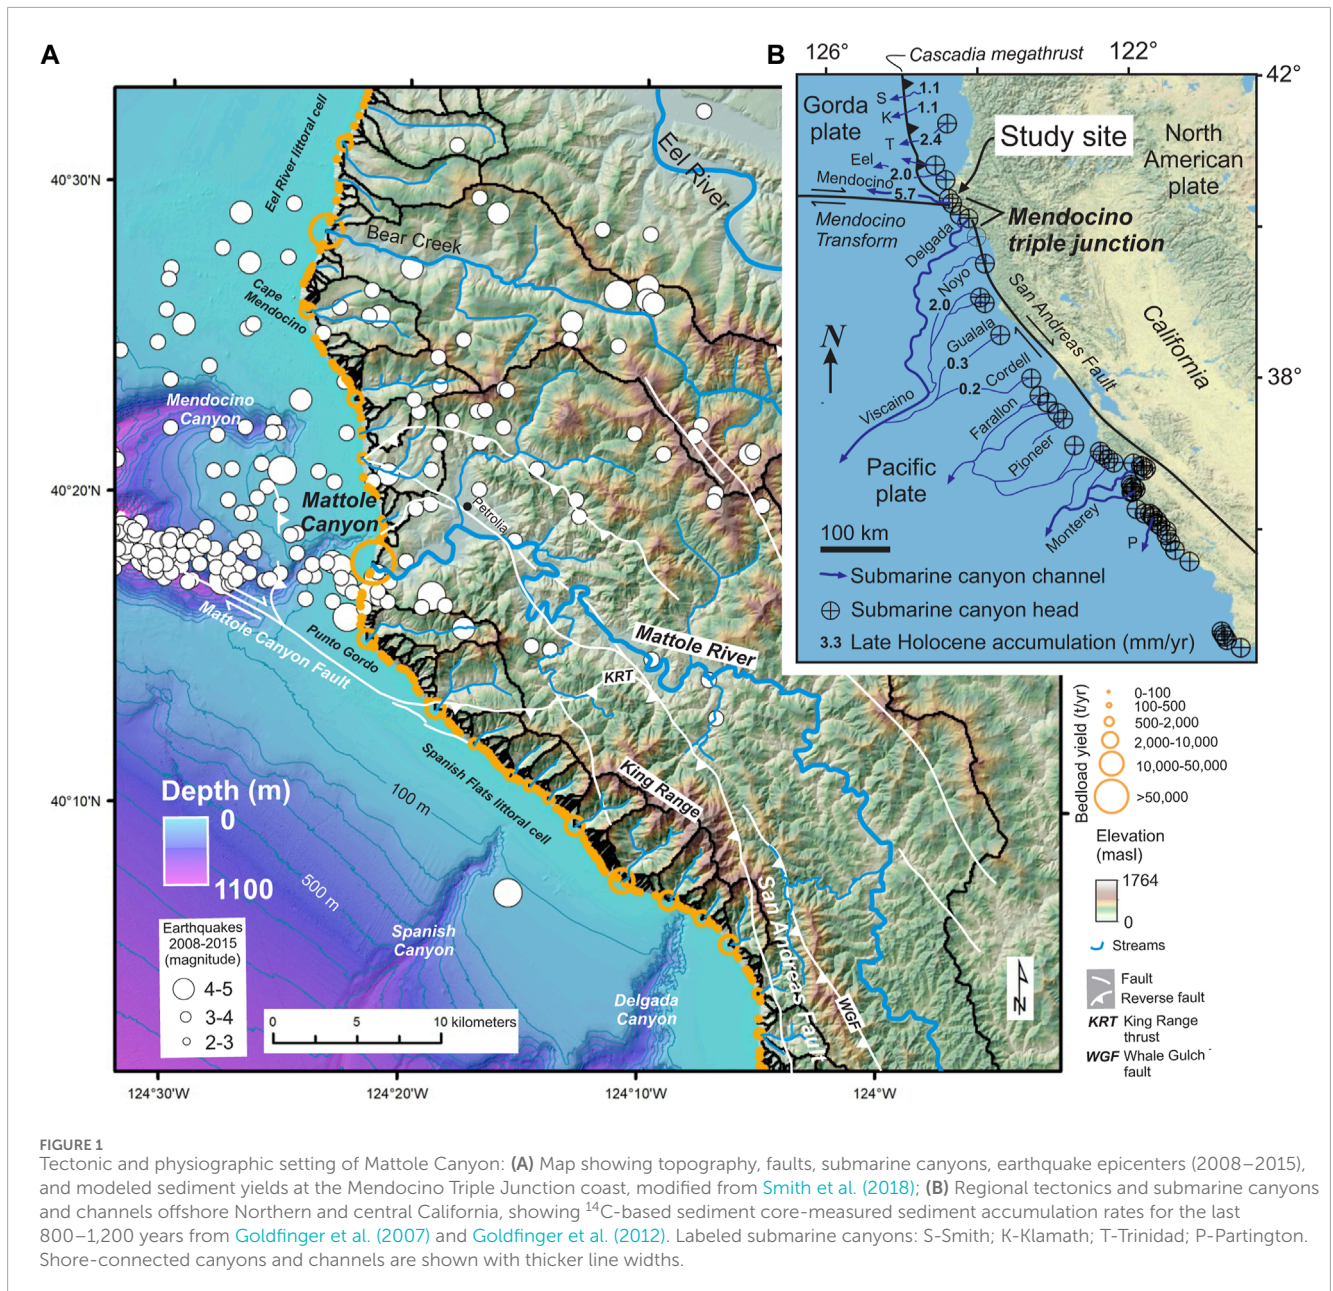 A
B
126°
122°
Cascadia megathrust
42°
38°
Gorda
plate
S
K
T
Eel
Mendocino
1.1
1.1
2.4
2.0
5.7
Study site
North
American
plate
Mendocino
Transform
Mendocino
triple junction
Delgada
Noyo
2.0
Gualala
0.3
Cordell
0.2
Farallon
Pioneer
Viscaino
San Andreas Fault
California
N
Pacific
plate
Monterey
P
100 km
Submarine canyon channel
Submarine canyon head
3.3 Late Holocene accumulation (mm/yr)
40°30'N
40°20'N
40°10'N
Eel River littoral cell
Eel River
Bear Creek
Cape
Mendocino
Mendocino
Canyon
Mattole
Canyon
Petrolia
Mattole Canyon Fault
Punto Gordo
Mattole River
KRT
King Range
Spanish Flats littoral cell
100 m
500 m
San Andreas Fault
WGF
Spanish
Canyon
Delgada
Canyon
Depth (m)
0
1100
Earthquakes
2008-2015
(magnitude)
4-5
3-4
2-3
0 5 10 kilometers
N
124°30'W
124°20'W
124°10'W
124°W
Bedload yield (t/yr)
0-100
100-500
500-2,000
2,000-10,000
10,000-50,000
>50,000
Elevation
(masl)
1764
0
Streams
Fault
Reverse fault
KRT King Range
thrust
WGF Whale Gulch
fault
FIGURE 1
Tectonic and physiographic setting of Mattole Canyon: (A) Map showing topography, faults, submarine canyons, earthquake epicenters (2008–2015),
and modeled sediment yields at the Mendocino Triple Junction coast, modified from Smith et al. (2018); (B) Regional tectonics and submarine canyons
and channels offshore Northern and central California, showing 14C-based sediment core-measured sediment accumulation rates for the last
800–1,200 years from Goldfinger et al. (2007) and Goldfinger et al. (2012). Labeled submarine canyons: S-Smith; K-Klamath; T-Trinidad; P-Partington.
Shore-connected canyons and channels are shown with thicker line widths.